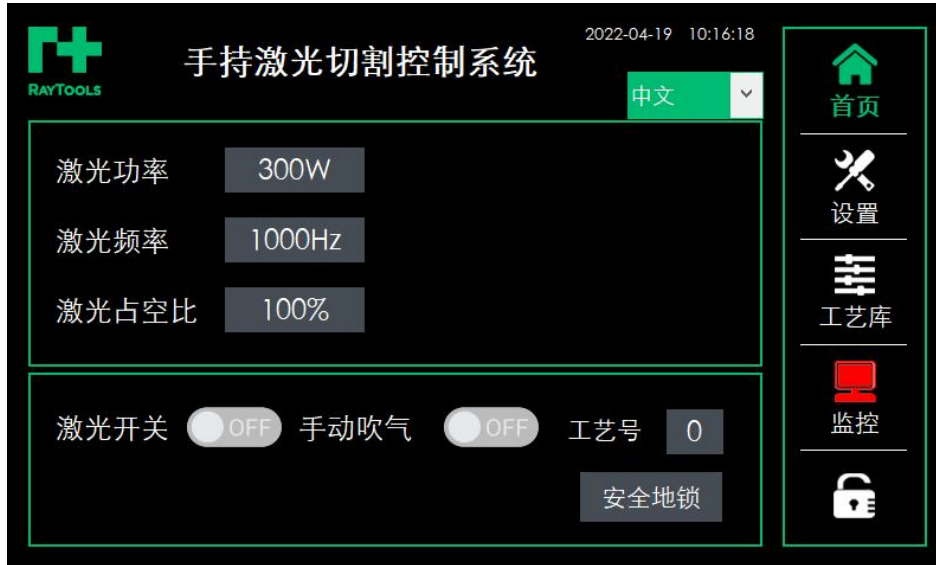 RAYTOOLS
手持激光切割控制系统
2022-04-19 10:16:18
中文
激光功率 300W
激光频率 1000Hz
激光占空比 100%
激光开关 OFF 手动吹气 OFF 工艺号 0
安全地锁
首页
设置
工艺库
监控